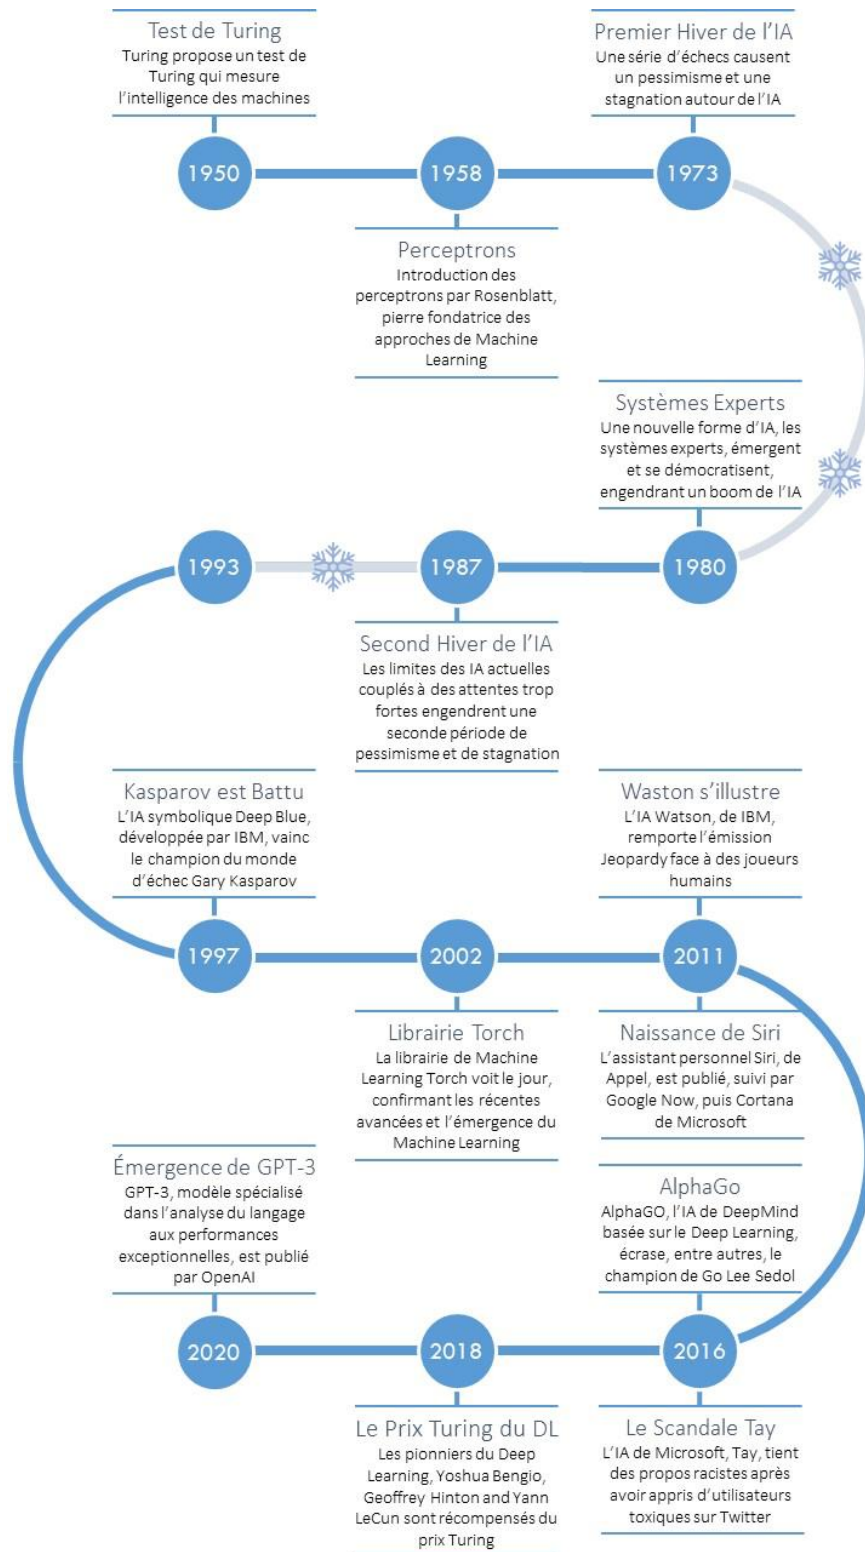 Test de Turing
Turing propose un test de
Turing qui mesure
l'intelligence des machines
Premier Hiver de l'IA
Une série d'échecs causent
un pessimisme et une
stagnation autour de l'IA
1950
1958
1973
Perceptrons
Introduction des
perceptrons par Rosenblatt,
pierre fondatrice des
approches de Machine
Learning
Systèmes Experts
Une nouvelle forme d'IA, les
systèmes experts, émergent
et se démocratisent,
engendrant un boom de l'IA
1980
1987
1993
Second Hiver de l'IA
Les limites des IA actuelles
couplés à des attentes trop
fortes engendrent une
seconde période de
pessimisme et de stagnation
Kasparov est Battu
L'IA symbolique Deep Blue,
développée par IBM, vainc
le champion du monde
d'échec Gary Kasparov
Waston s'illustre
L'IA Watson, de IBM,
remporte l'émission
Jeopardy face à des joueurs
humains
1997
2002
2011
Librairie Torch
La librairie de Machine
Learning Torch voit le jour,
confirmant les récentes
avancées et l'émergence du
Machine Learning
Naissance de Siri
L'assistant personnel Siri, de
Appel, est publié, suivi par
Google Now, puis Cortana
de Microsoft
AlphaGo
AlphaGO, l'IA de DeepMind
basée sur le Deep Learning,
écrase, entre autres, le
champion de Go Lee Sedol
Émergence de GPT-3
GPT-3, modèle spécialisé
dans l'analyse du langage
aux performances
exceptionnelles, est publié
par OpenAI
2016
2018
2020
Le Scandale Tay
L'IA de Microsoft, Tay, tient
des propos racistes après
avoir appris d'utilisateurs
toxiques sur Twitter
Le Prix Turing du DL
Les pionniers du Deep
Learning, Yoshua Bengio,
Geoffrey Hinton and Yann
LeCun sont récompensés du
prix Turing